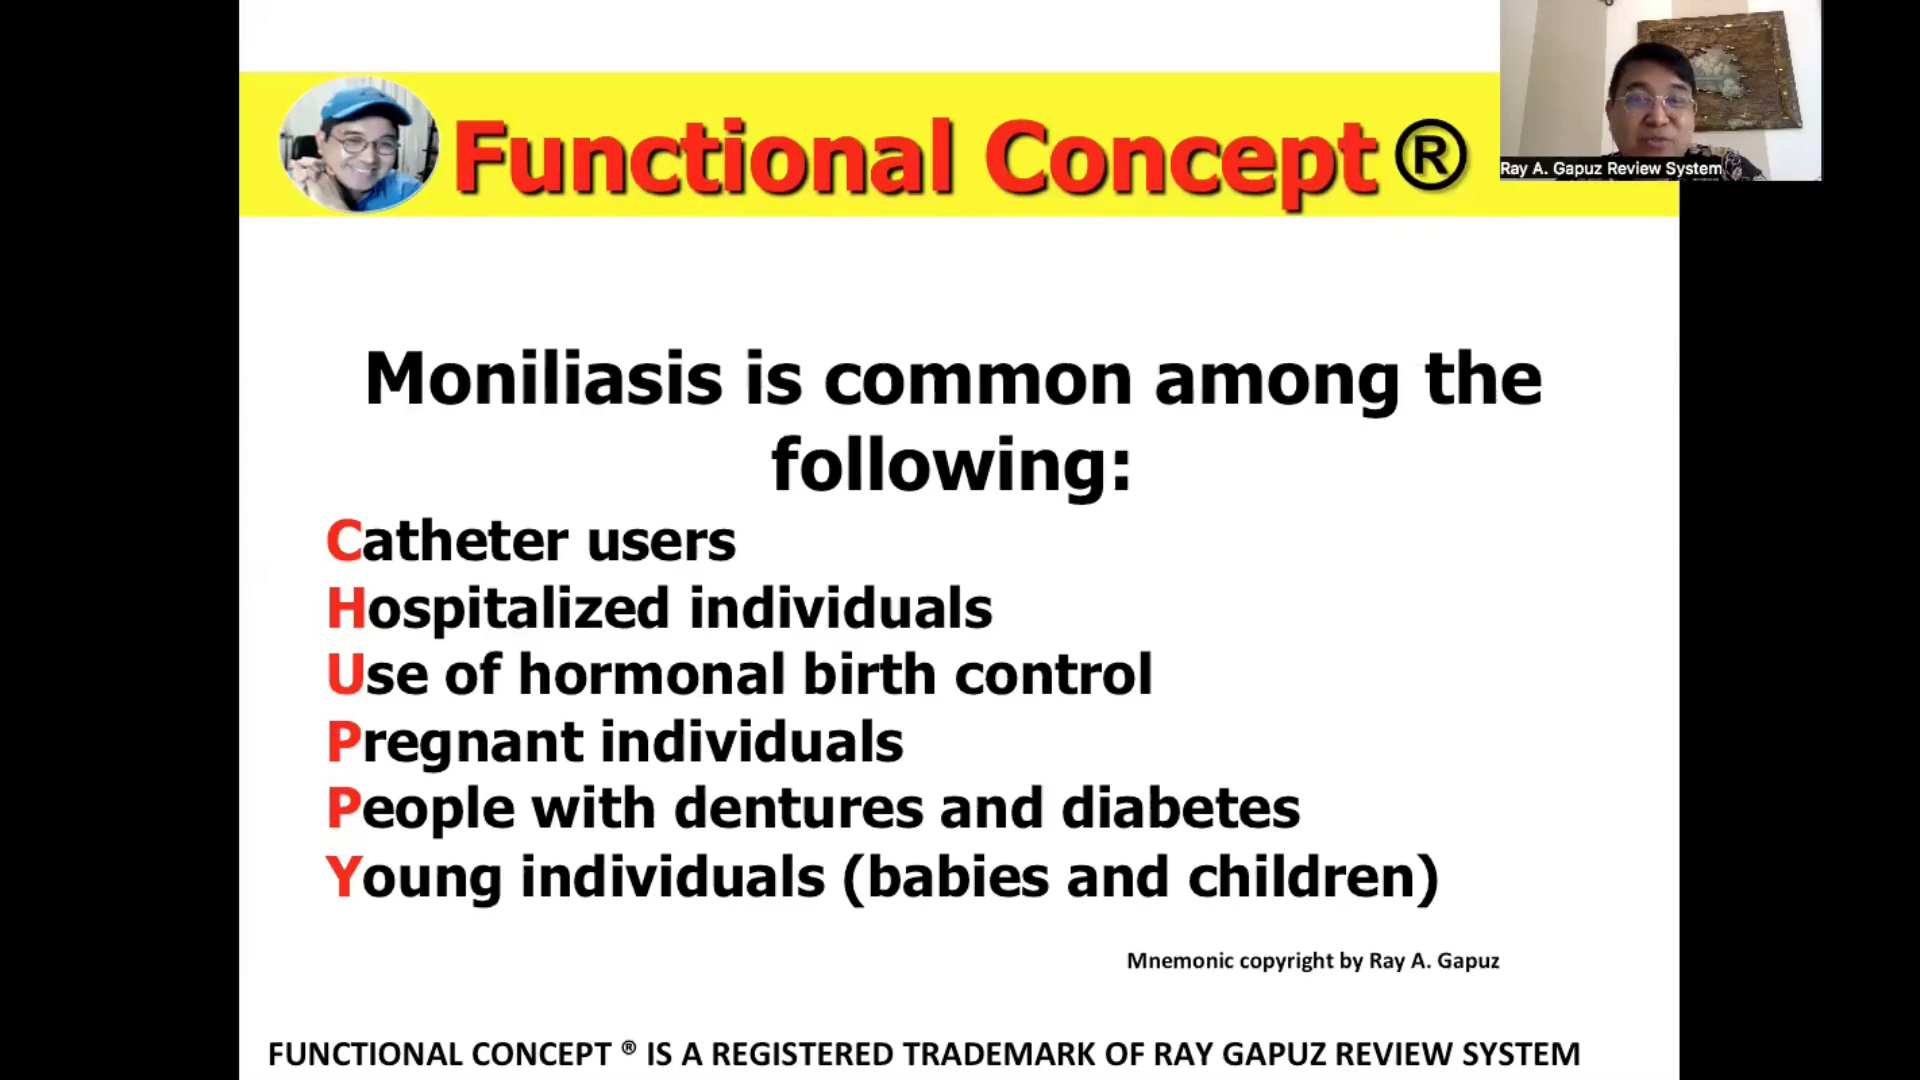 Functional Concept ®
Ray A. Gapuz Review System
Moniliasis is common among the
following:
Catheter users
Hospitalized individuals
Use of hormonal birth control
Pregnant individuals
People with dentures and diabetes
Young individuals (babies and children)
Mnemonic copyright by Ray A. Gapuz
FUNCTIONAL CONCEPT ® IS A REGISTERED TRADEMARK OF RAY GAPUZ REVIEW SYSTEM